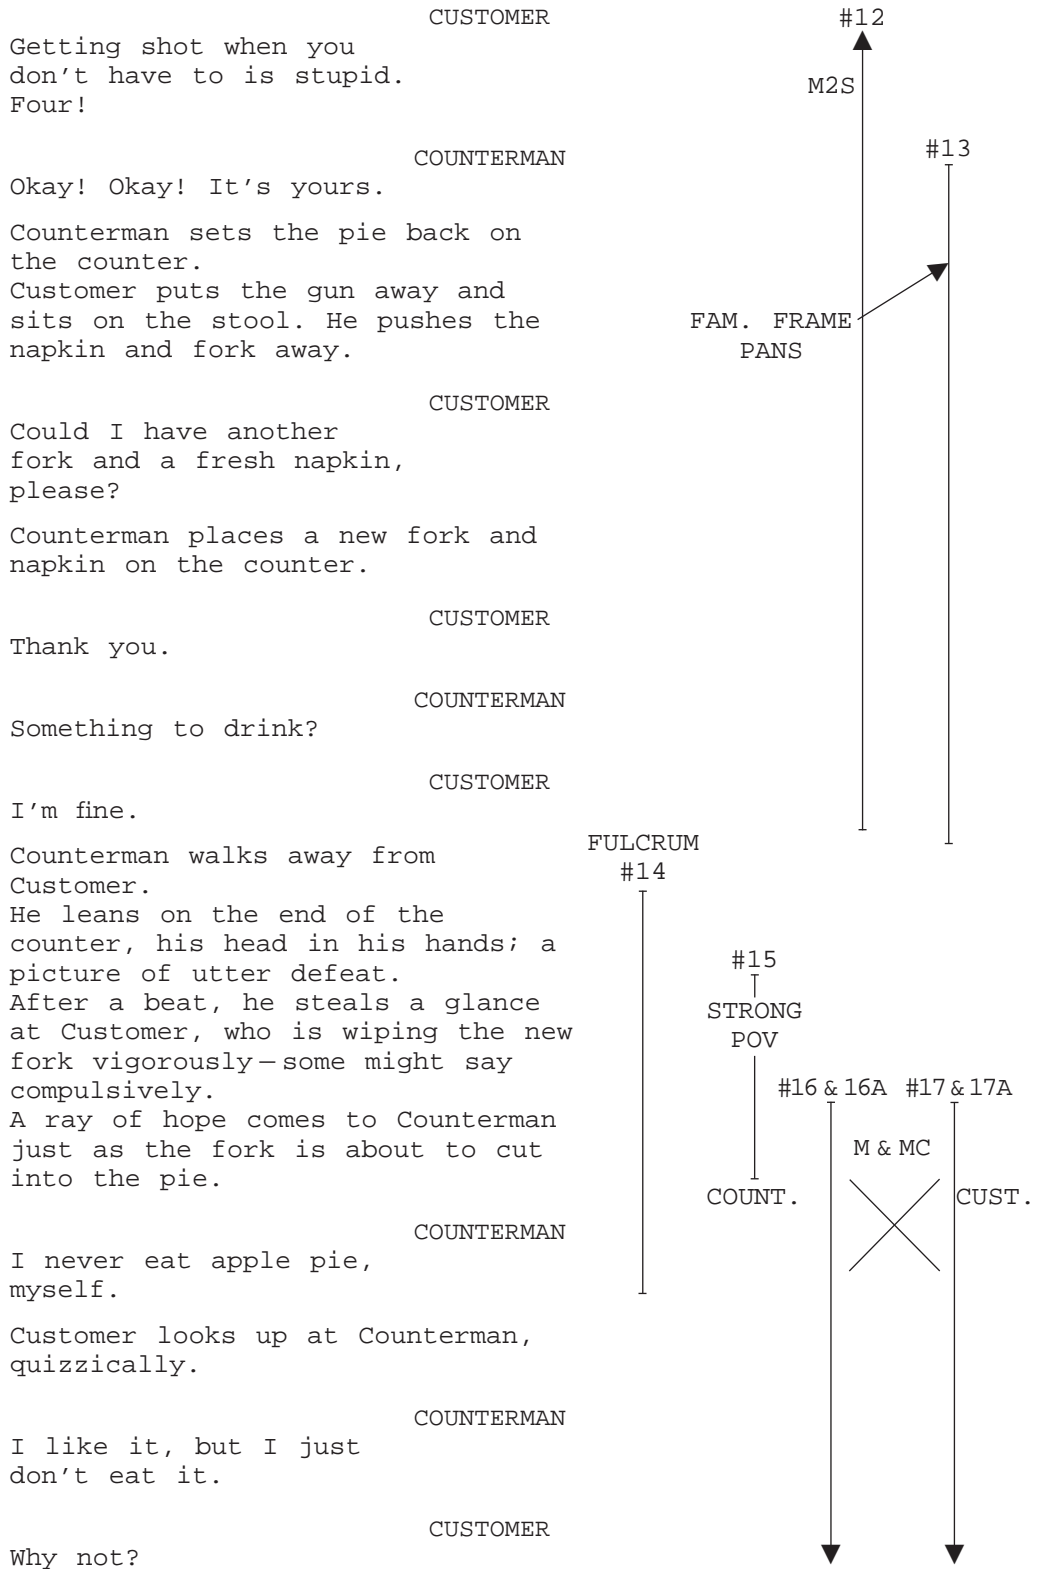 CUSTOMER #12
Getting shot when you
don't have to is stupid.
M2S
Four!
#13
COUNTERMAN
Okay! Okay! It's yours.
Counterman sets the pie back on
the counter.
Customer puts the gun away and
sits on the stool. He pushes the
FAM. FRAME
napkin and fork away.
PANS
CUSTOMER
Could I have another
fork and a fresh napkin,
please?
Counterman places a new fork and
napkin on the counter.
CUSTOMER
Thank you.
COUNTERMAN
Something to drink?
CUSTOMER
I'm fine.
FULCRUM
#14
Counterman walks away from
Customer.
He leans on the end of the
counter, his head in his hands; a
picture of utter defeat.
#15
After a beat, he steals a glance
STRONG
at Customer, who is wiping the new
POV
fork vigorously—some might say
compulsively.
#16 & 16A #17 & 17A
A ray of hope comes to Counterman
just as the fork is about to cut
M & MC
into the pie.
COUNT. CUST.
COUNTERMAN
I never eat apple pie,
myself.
Customer looks up at Counterman,
quizzically.
COUNTERMAN
I like it, but I just
don't eat it.
CUSTOMER
Why not?